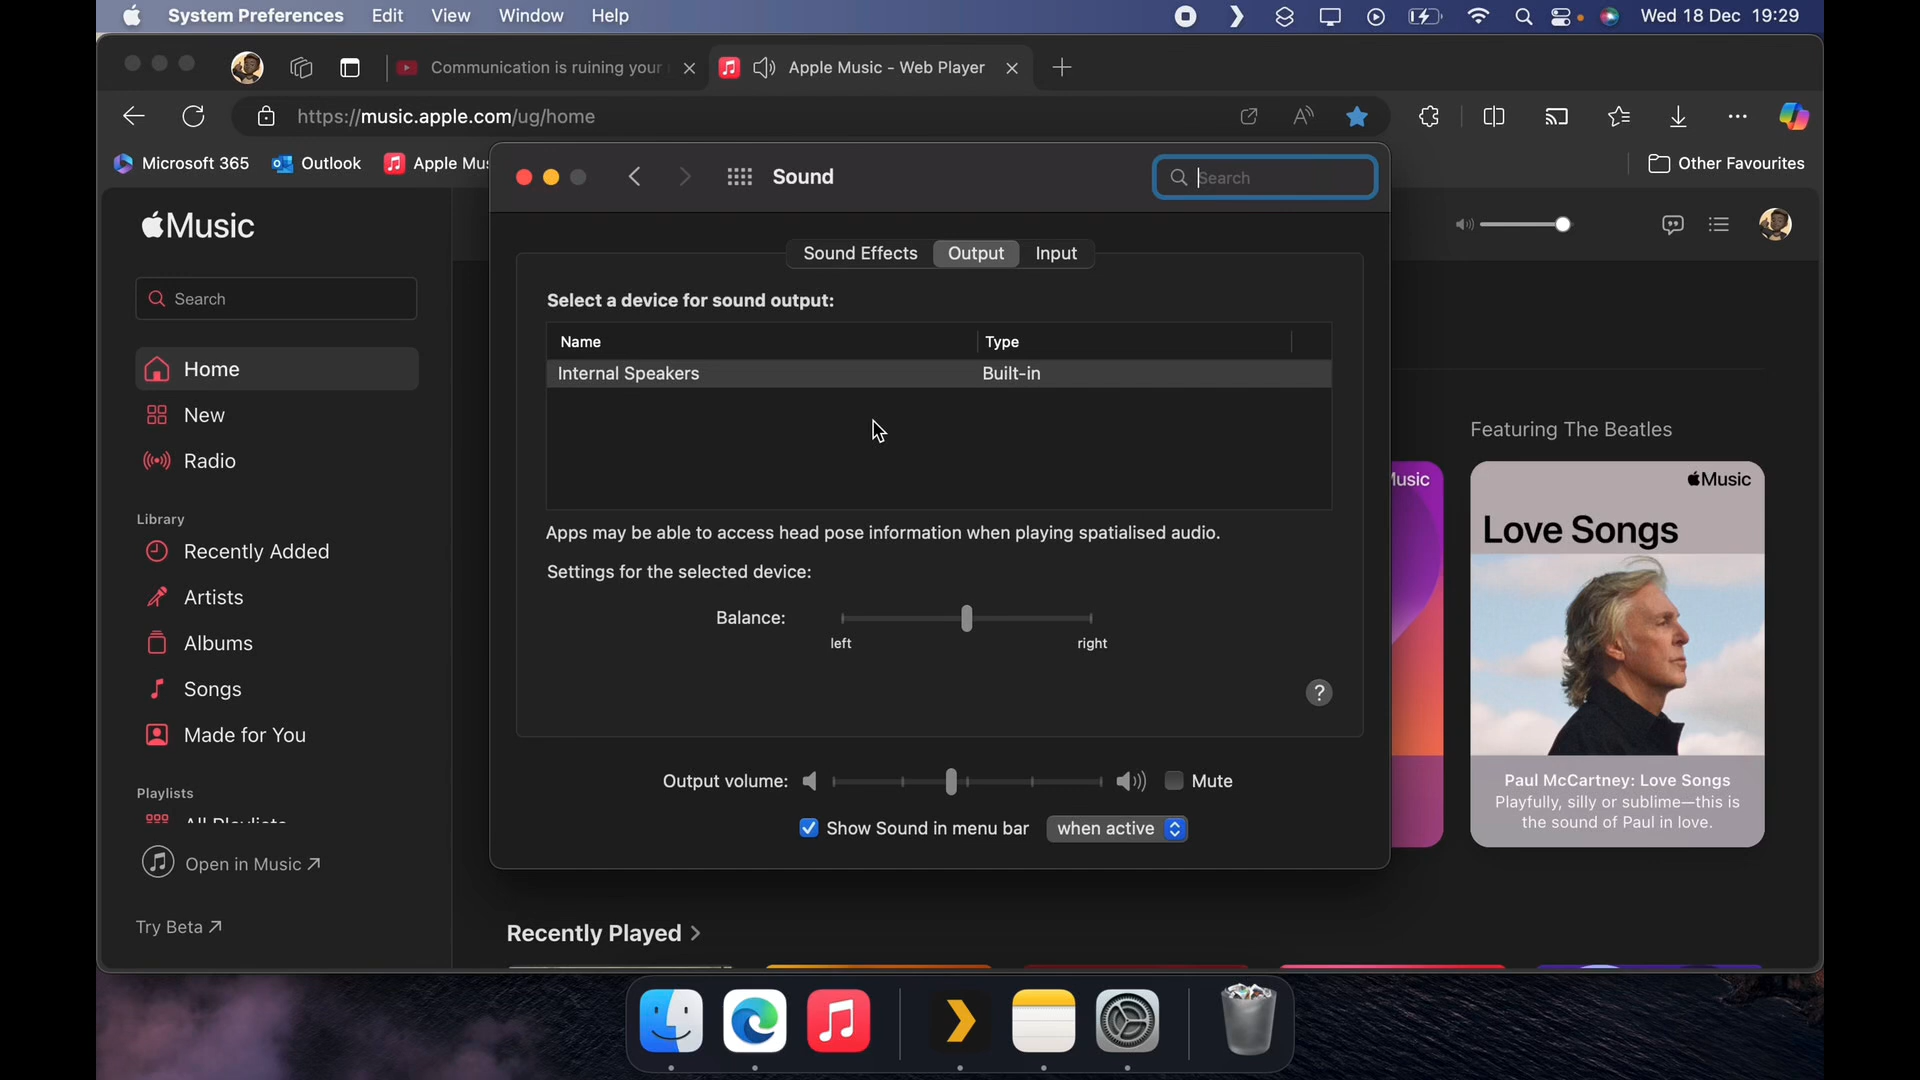 System Preferences Edit View Window Help Wed 18 Dec 19:29
Communication is ruining your Apple Music - Web Player
https://music.apple.com/ug/home
Microsoft 365 Outlook Apple Mus Other Favourites
Sound Search
Music
Search
Home
New
Radio
Library
Recently Added
Artists
Albums
Songs
Made for You
Playlists
All Playlists
Open in Music
Try Beta
Sound Effects Output Input
Select a device for sound output:
Name Type
Internal Speakers Built-in
Apps may be able to access head pose information when playing spatialised audio.
Settings for the selected device:
Balance:
left right
?
Output volume: Mute
Show Sound in menu bar when active
Featuring The Beatles
Music
Music
Love Songs
Paul McCartney: Love Songs
Playfully, silly or sublime—this is
the sound of Paul in love.
Recently Played